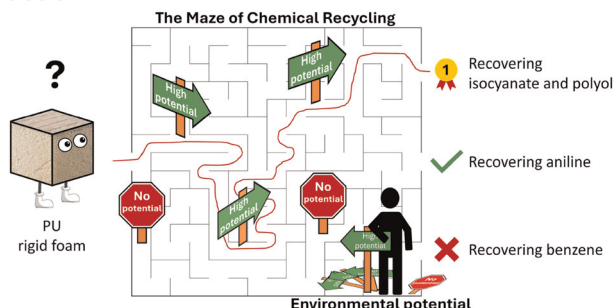 The Maze of Chemical Recycling
?
High
potential
High
potential
1
Recovering
isocyanate and polyol
No
potential
High
potential
No
potential
Recovering aniline
High
potential
PU
rigid foam
Recovering benzene
Environmental potential